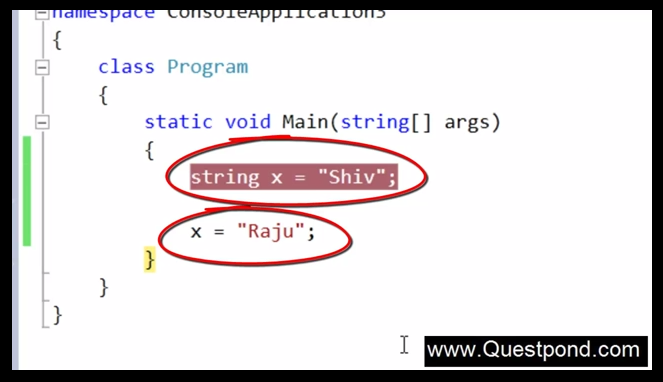 namespace ConsoleApplication3
{
class Program
{
static void Main(string[] args)
{
string x = "Shiv";
x = "Raju";
}
}
}
www.Questpond.com